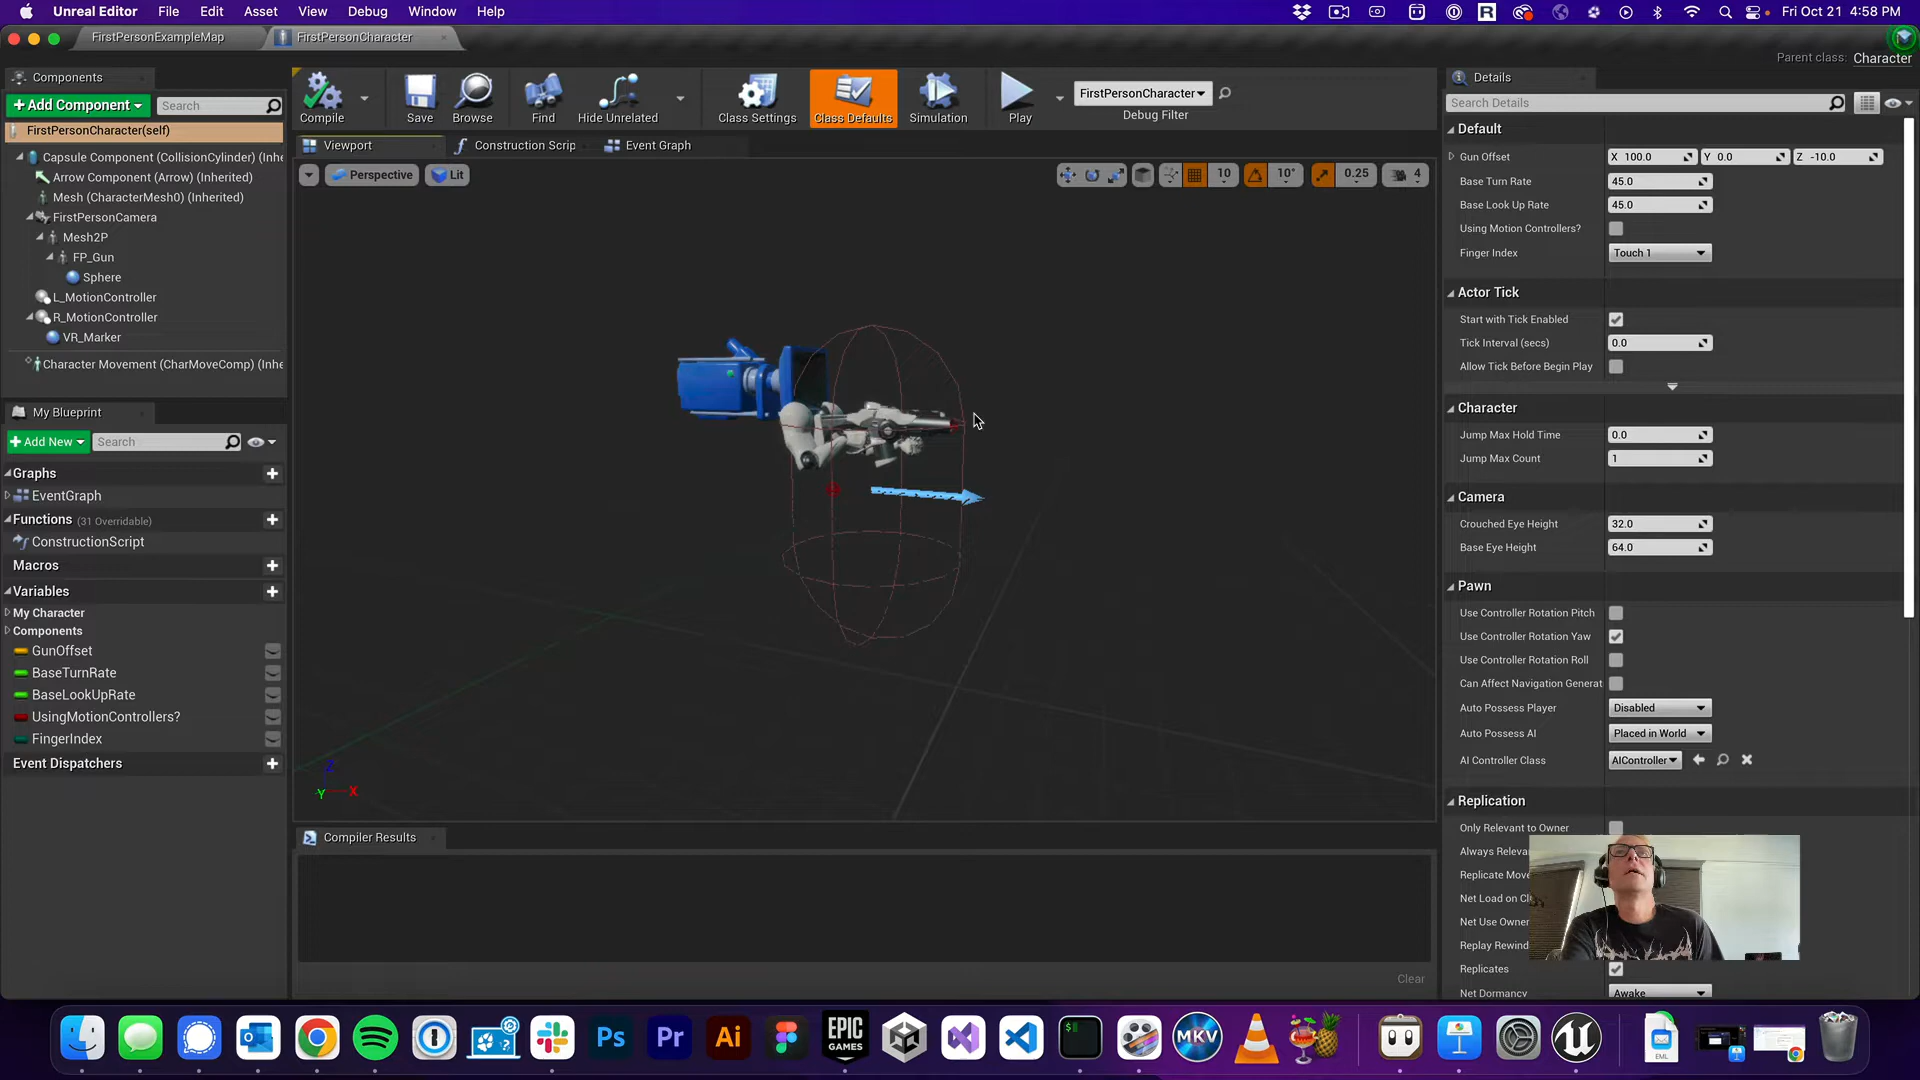 Unreal Editor File Edit Asset View Debug Window Help
Fri Oct 21 4:58 PM
FirstPersonExampleMap
FirstPersonCharacter
Parent class: Character
Components
+Add Component
Search
FirstPersonCharacter(self)
Capsule Component (CollisionCylinder) (Inhe
Arrow Component (Arrow) (Inherited)
Mesh (CharacterMesh0) (Inherited)
FirstPersonCamera
Mesh2P
FP_Gun
Sphere
L_MotionController
R_MotionController
VR_Marker
Character Movement (CharMoveComp) (Inhe
My Blueprint
+Add New
Search
Graphs
EventGraph
Functions (31 Overridable)
ConstructionScript
Macros
Variables
My Character
Components
GunOffset
BaseTurnRate
BaseLookUpRate
UsingMotionControllers?
FingerIndex
Event Dispatchers
Compile
Save
Browse
Find
Hide Unrelated
Class Settings
Class Defaults
Simulation
Play
FirstPersonCharacter
Debug Filter
Viewport
Construction Scrip
Event Graph
Perspective
Lit
10
10°
0.25
4
Z
Y
X
Compiler Results
Clear
Details
Search Details
Default
Gun Offset X 100.0 Y 0.0 Z -10.0
Base Turn Rate 45.0
Base Look Up Rate 45.0
Using Motion Controllers?
Finger Index Touch 1
Actor Tick
Start with Tick Enabled
Tick Interval (secs) 0.0
Allow Tick Before Begin Play
Character
Jump Max Hold Time 0.0
Jump Max Count 1
Camera
Crouched Eye Height 32.0
Base Eye Height 64.0
Pawn
Use Controller Rotation Pitch
Use Controller Rotation Yaw
Use Controller Rotation Roll
Can Affect Navigation Generat
Auto Possess Player Disabled
Auto Possess AI Placed in World
AI Controller Class AIController
Replication
Only Relevant to Owner
Always Releva
Replicate Move
Net Load on Cl
Net Use Owner
Replay Rewind
Replicates
Net Dormancy Awake
Ps
Pr
Ai
EPIC
GAMES
MKV
EML